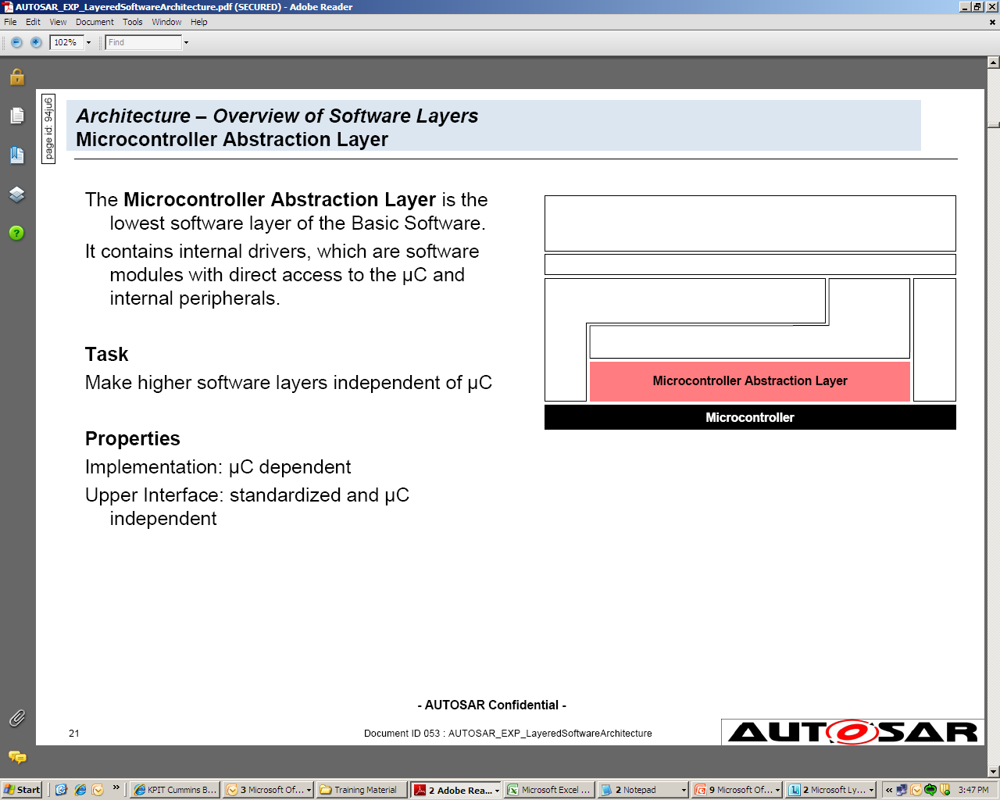 AUTOSAR_EXP_LayeredSoftwareArchitecture.pdf (SECURED) - Adobe Reader
File Edit View Document Tools Window Help
102% Find
page id: 94ju6
Architecture – Overview of Software Layers
Microcontroller Abstraction Layer
The Microcontroller Abstraction Layer is the
lowest software layer of the Basic Software.
It contains internal drivers, which are software
modules with direct access to the µC and
internal peripherals.
Task
Make higher software layers independent of µC
Properties
Implementation: µC dependent
Upper Interface: standardized and µC
independent
Microcontroller Abstraction Layer
Microcontroller
- AUTOSAR Confidential -
21
Document ID 053 : AUTOSAR_EXP_LayeredSoftwareArchitecture
AUTOSAR
Start » KPIT Cummins B... 3 Microsoft Of... Training Material 2 Adobe Rea... Microsoft Excel ... 2 Notepad 9 Microsoft Of... 2 Microsoft Ly... « 3:47 PM